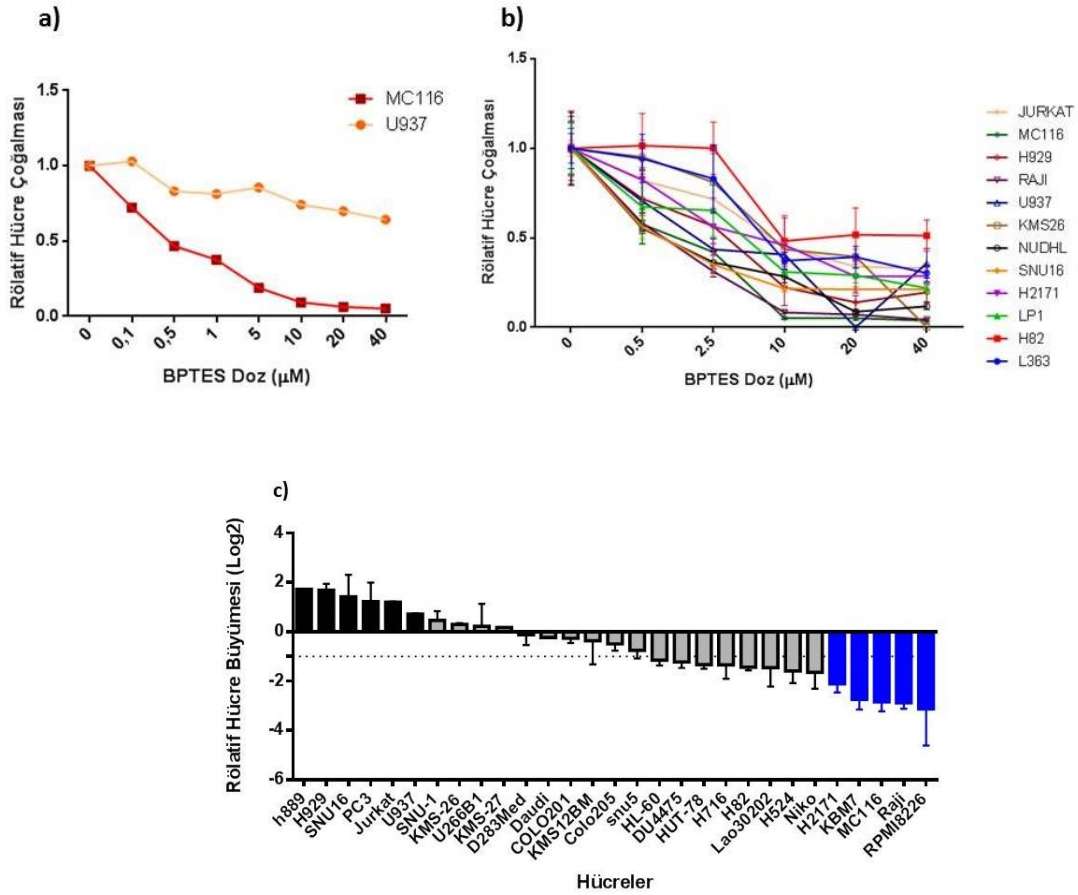 a)
Rölatif Hücre Çoğalması
1.5
1.0
0.5
0.0
0
0,1
0,5
1
5
10
20
40
BPTES Doz (μM)
MC116
U937
b)
Rölatif Hücre Çoğalması
1.5
1.0
0.5
0.0
0
0.5
2.5
10
20
40
BPTES Doz (μM)
JURKAT
MC116
H929
RAJI
U937
KMS26
NUDHL
SNU16
H2171
LP1
H82
L363
c)
Rölatif Hücre Büyümesi (Log2)
4
2
0
-2
-4
-6
h889
H929
SNU16
PC3
Jurkat
U937
SNU-1
KMS-26
U266B1
KMS-27
D283Med
Daudi
COLO201
KMS12BM
Colo205
snu5
HL-60
DU4475
HUT-78
H716
H82
Lao30202
H524
Niko
H2171
KBM7
MC116
Raji
RPMI8226
Hücreler